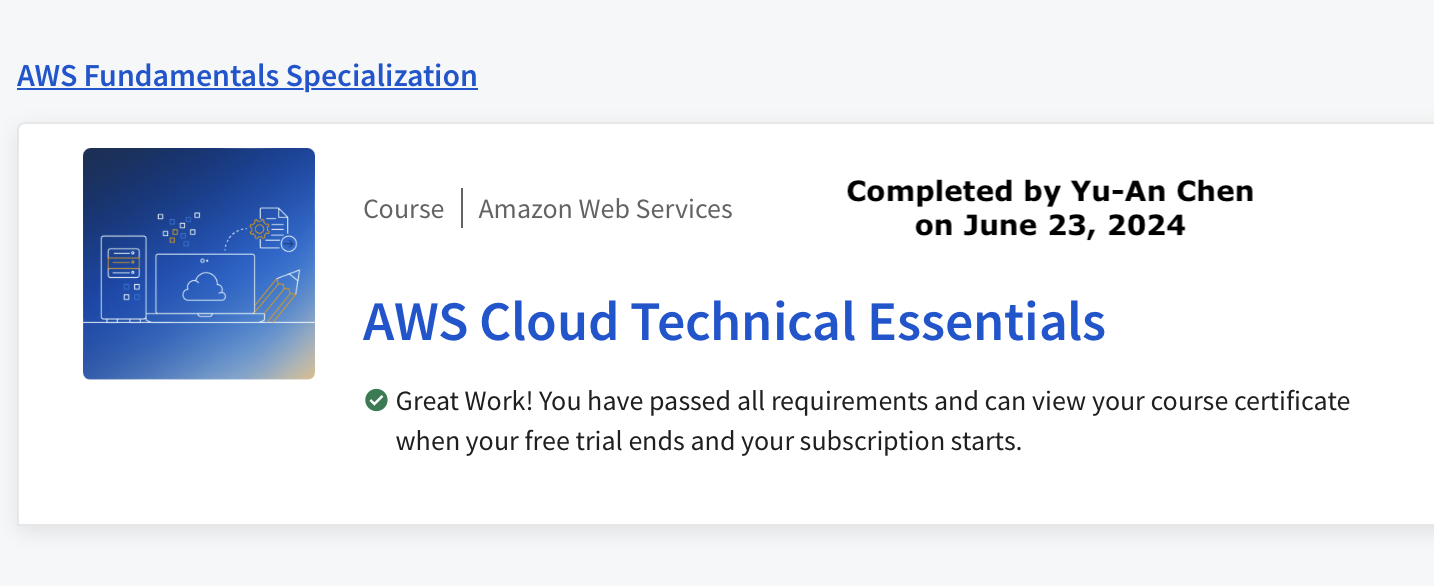 AWS Fundamentals Specialization
Course | Amazon Web Services
Completed by Yu-An Chen
on June 23, 2024
AWS Cloud Technical Essentials
Great Work! You have passed all requirements and can view your course certificate
when your free trial ends and your subscription starts.